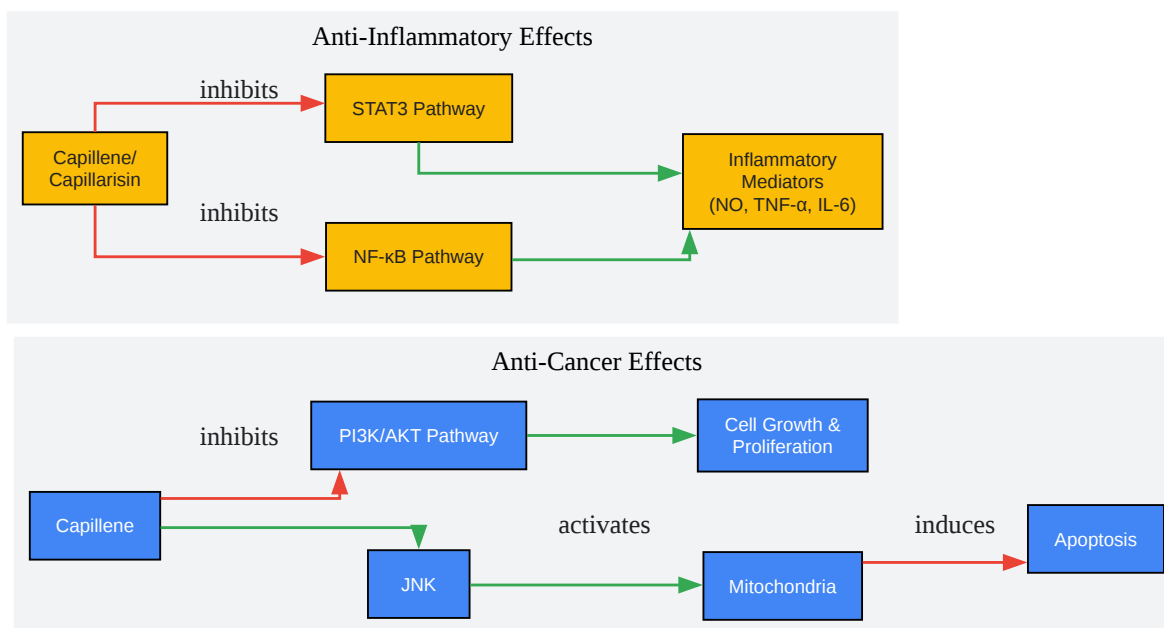 Anti-Inflammatory Effects
inhibits
STAT3 Pathway
Capillene/
Capillarisin
Inflammatory
Mediators
(NO, TNF-α, IL-6)
inhibits
NF-κB Pathway
Anti-Cancer Effects
inhibits
PI3K/AKT Pathway
Cell Growth &
Proliferation
Capillene
activates
induces
Apoptosis
JNK
Mitochondria